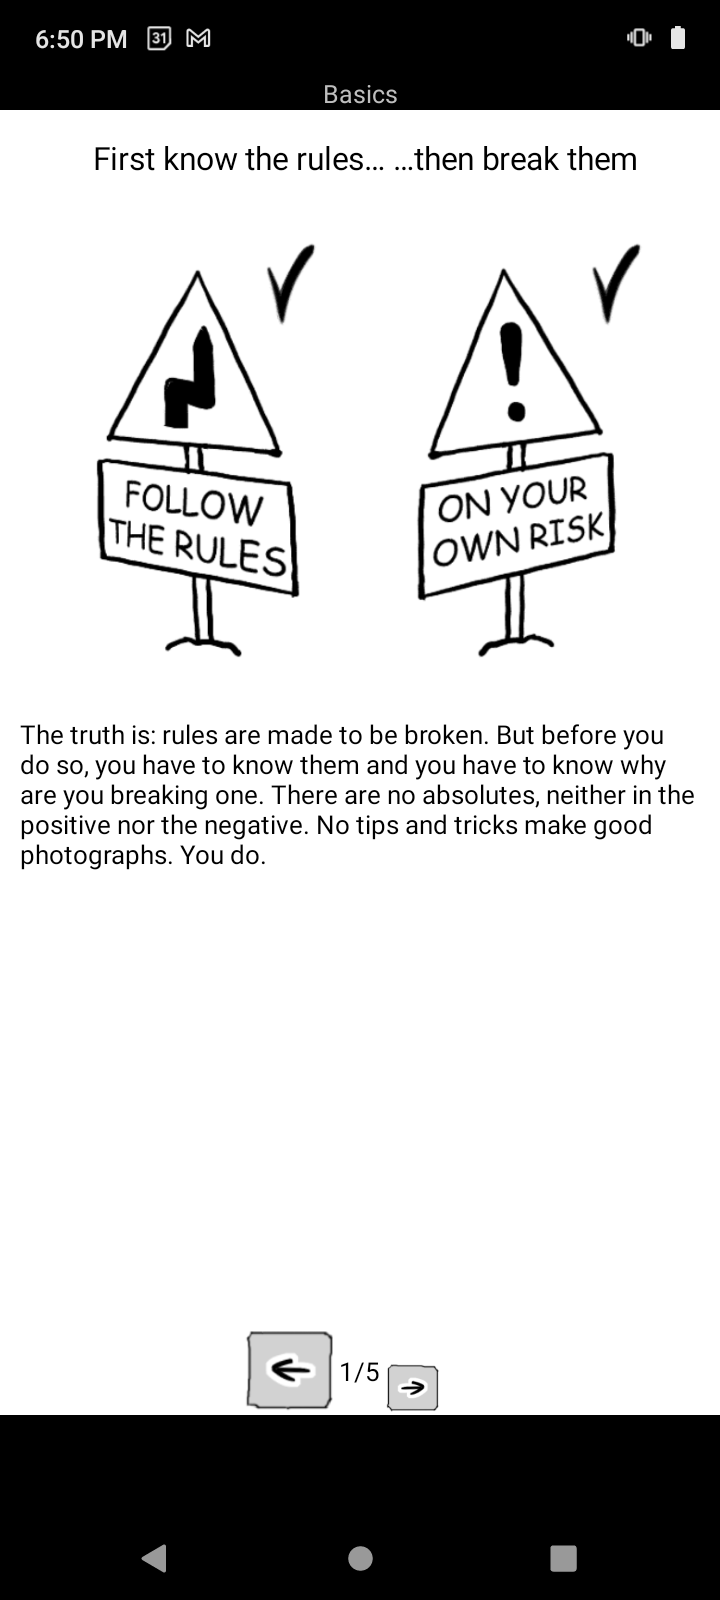 6:50 PM 31
Basics
First know the rules... ...then break them
FOLLOW
THE RULES
ON YOUR
OWN RISK
The truth is: rules are made to be broken. But before you
do so, you have to know them and you have to know why
are you breaking one. There are no absolutes, neither in the
positive nor the negative. No tips and tricks make good
photographs. You do.
1/5